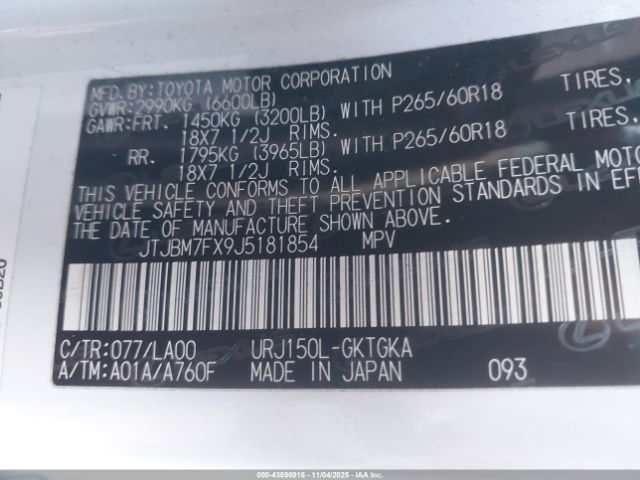 MFD. BY: TOYOTA MOTOR CORPORATION
GVWR: 2990KG (6600LB)
GAWR: FRT. 1450KG (3200LB) WITH P265/60R18 TIRES,
18X7 1/2J RIMS.
RR. 1795KG (3965LB) WITH P265/60R18 TIRES,
18X7 1/2J RIMS.
THIS VEHICLE CONFORMS TO ALL APPLICABLE FEDERAL MOTO
VEHICLE SAFETY AND THEFT PREVENTION STANDARDS IN EFF
THE DATE OF MANUFACTURE SHOWN ABOVE.
JTJBM7FX9J5181854 MPV
C/TR: 077/LA00 URJ150L-GKTGKA
A/TM: A01A/A760F MADE IN JAPAN 093
000-43596916 - 11/04/2025 - IAAI.COM